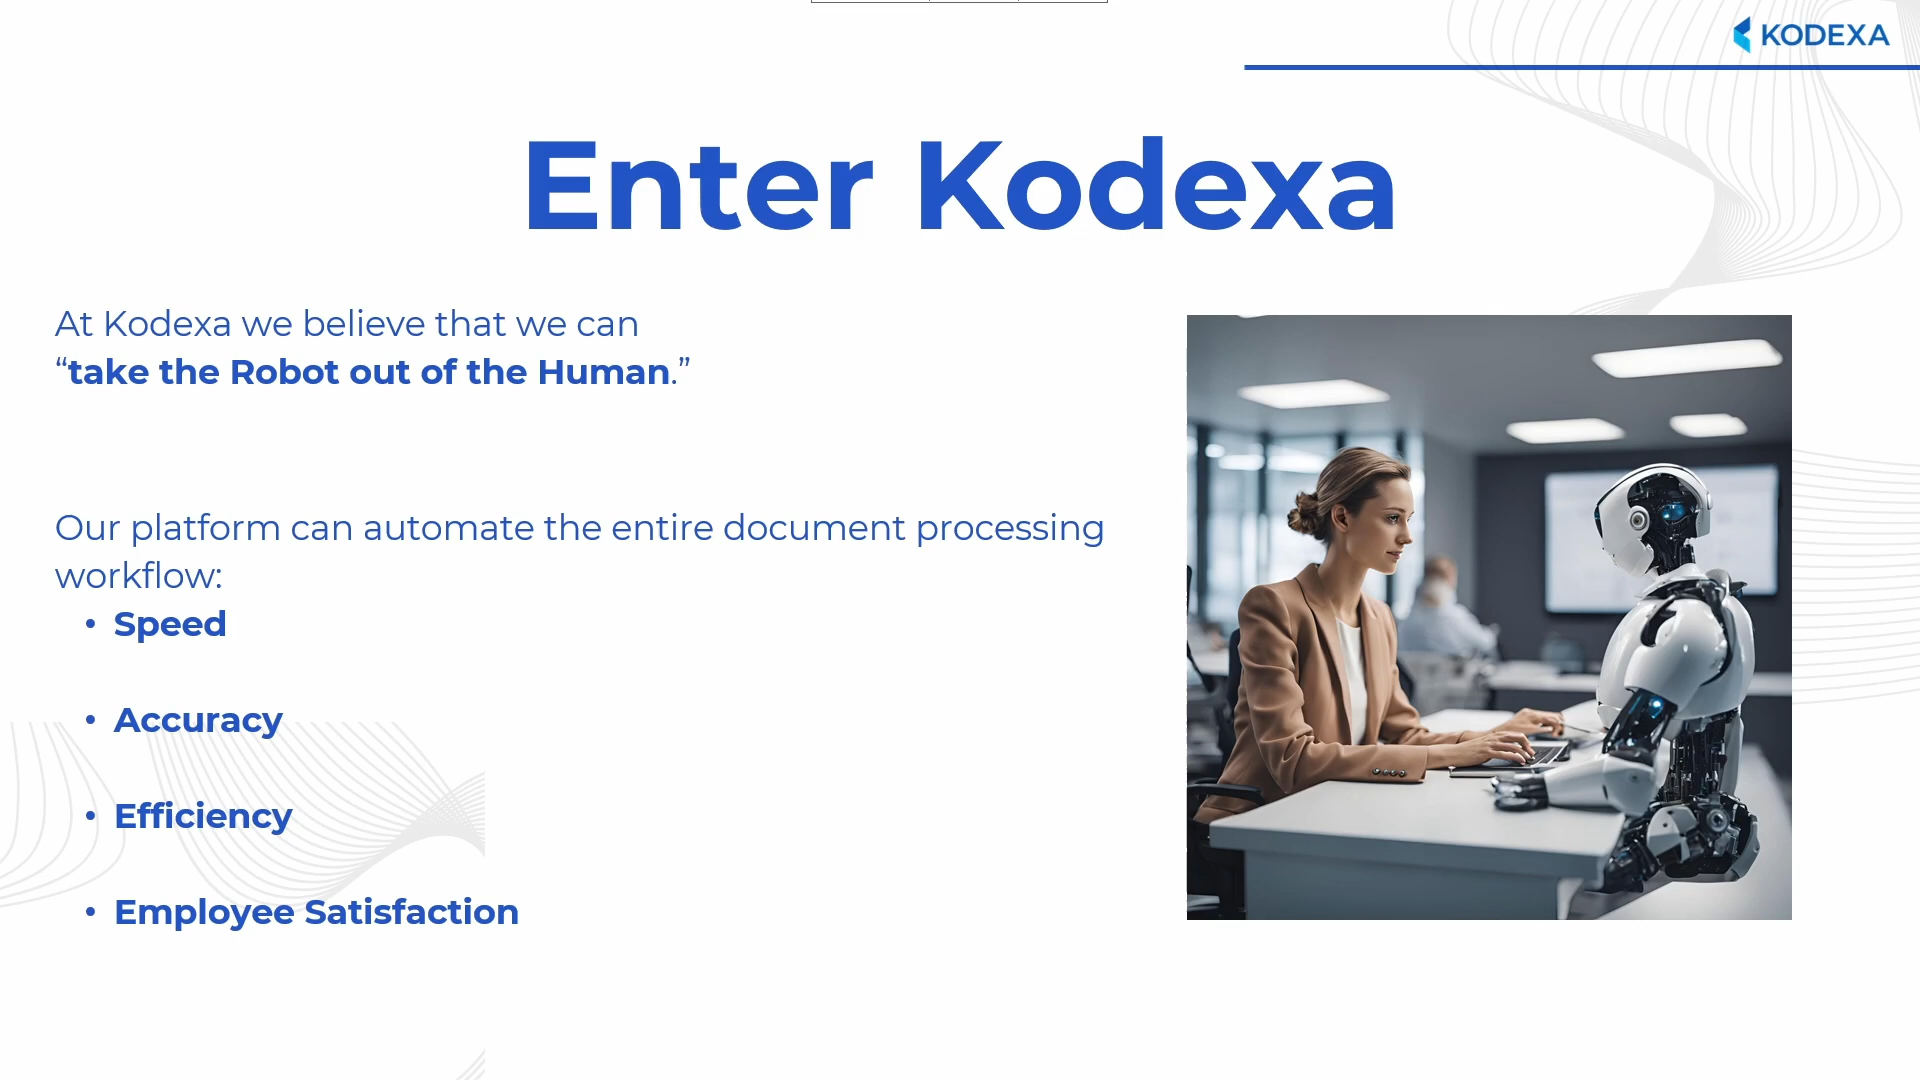 KODEXA
Enter Kodexa
At Kodexa we believe that we can
“take the Robot out of the Human.”
Our platform can automate the entire document processing
workflow:
• Speed
• Accuracy
• Efficiency
• Employee Satisfaction